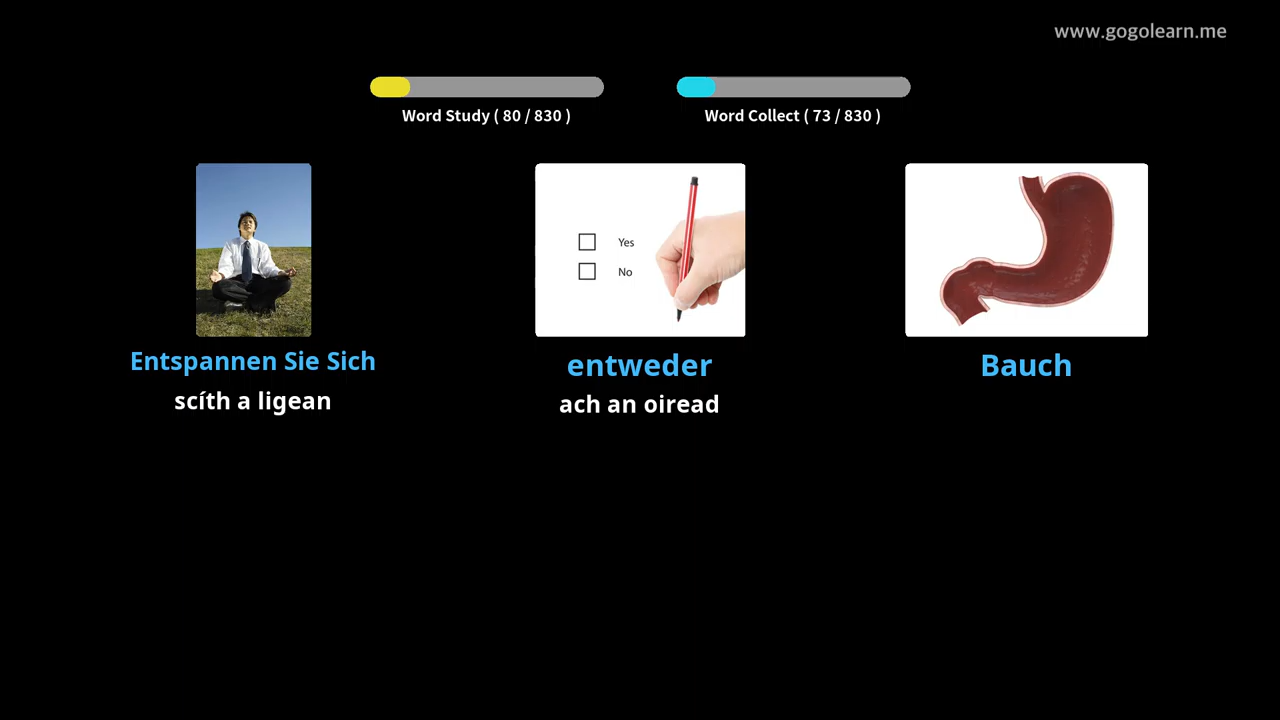 www.gogolearn.me
Word Study ( 80 / 830 )
Word Collect ( 73 / 830 )
Yes
No
Entspannen Sie Sich
entweder
Bauch
scíth a ligean
ach an oiread